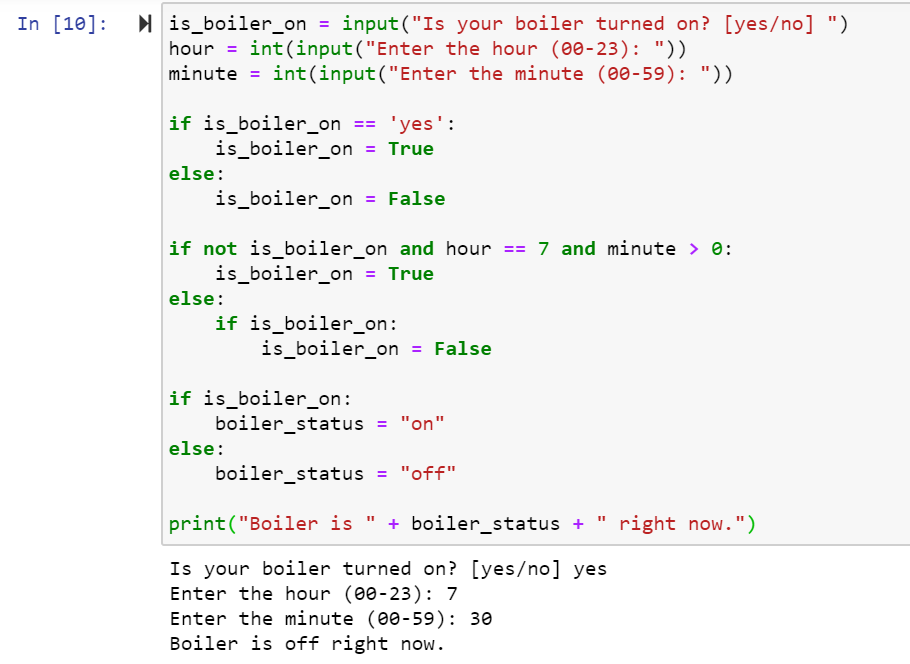 In [10]:
is_boiler_on = input("Is your boiler turned on? [yes/no] ")
hour = int(input("Enter the hour (00-23): "))
minute = int(input("Enter the minute (00-59): "))

if is_boiler_on == 'yes':
    is_boiler_on = True
else:
    is_boiler_on = False

if not is_boiler_on and hour == 7 and minute > 0:
    is_boiler_on = True
else:
    if is_boiler_on:
        is_boiler_on = False

if is_boiler_on:
    boiler_status = "on"
else:
    boiler_status = "off"

print("Boiler is " + boiler_status + " right now.")
Is your boiler turned on? [yes/no] yes
Enter the hour (00-23): 7
Enter the minute (00-59): 30
Boiler is off right now.